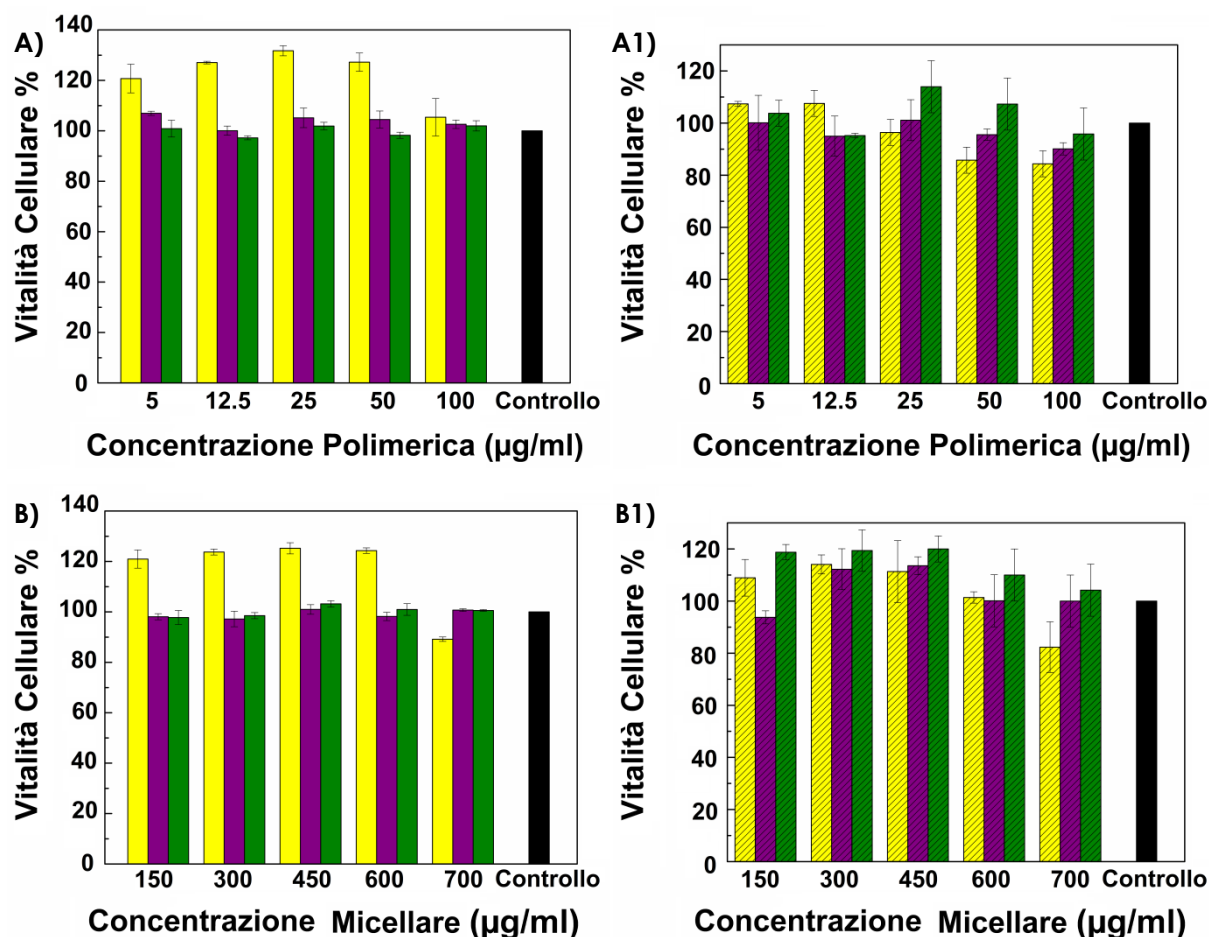 A)
Vitalità Cellulare %
140
120
100
80
60
40
20
0
5 12.5 25 50 100 Controllo
Concentrazione Polimerica (µg/ml)
A1)
Vitalità Cellulare %
120
100
80
60
40
20
0
5 12.5 25 50 100 Controllo
Concentrazione Polimerica (µg/ml)
B)
Vitalità Cellulare %
140
120
100
80
60
40
20
0
150 300 450 600 700 Controllo
Concentrazione Micellare (µg/ml)
B1)
Vitalità Cellulare %
120
100
80
60
40
20
0
150 300 450 600 700 Controllo
Concentrazione Micellare (µg/ml)